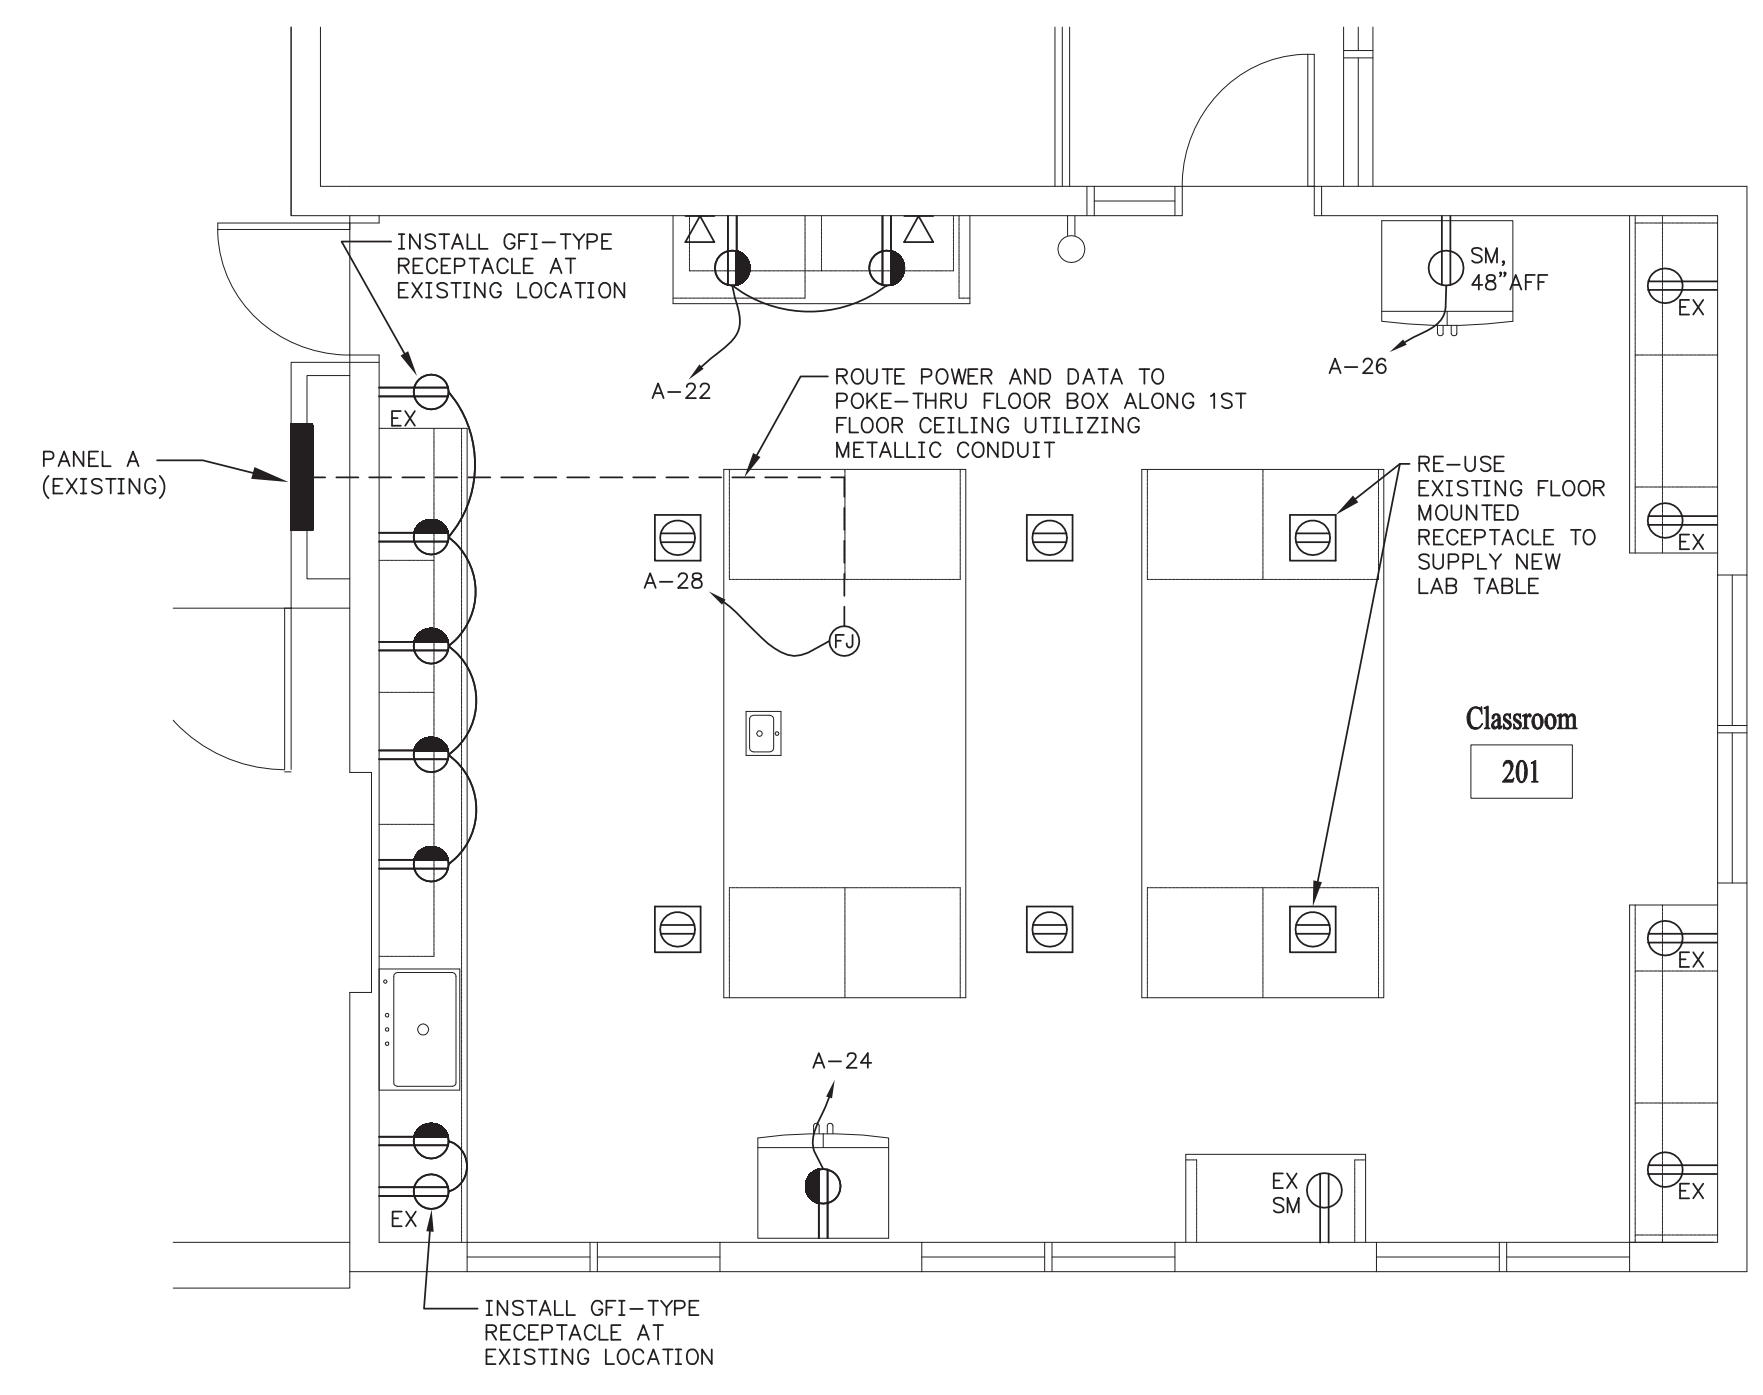 INSTALL GFI-TYPE
RECEPTACLE AT
EXISTING LOCATION
SM,
48" AFF
EX
A-26
A-22
ROUTE POWER AND DATA TO
POKE-THRU FLOOR BOX ALONG 1ST
FLOOR CEILING UTILIZING
METALLIC CONDUIT
EX
PANEL A
(EXISTING)
RE-USE
EXISTING FLOOR
MOUNTED
RECEPTACLE TO
SUPPLY NEW
LAB TABLE
EX
A-28
FJ
Classroom
201
EX
A-24
EX
SM
EX
EX
INSTALL GFI-TYPE
RECEPTACLE AT
EXISTING LOCATION